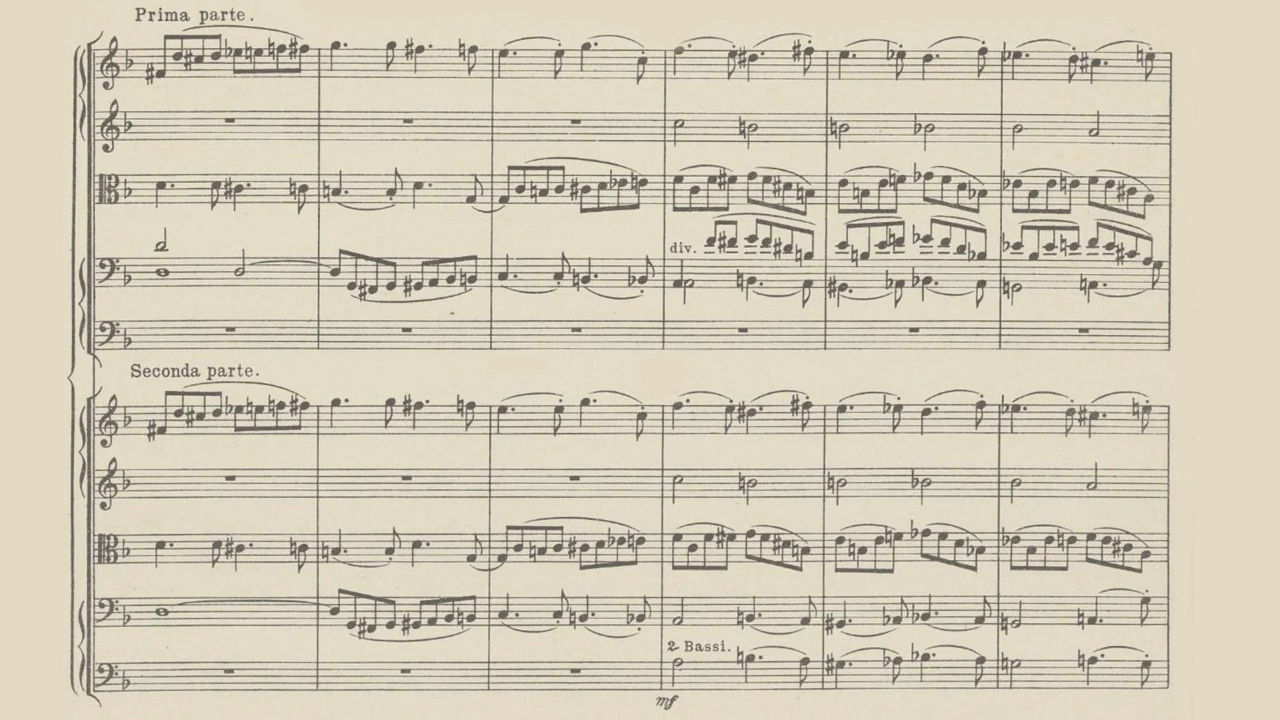 Prima parte.
div.
Seconda parte.
2 Bassi.
mf